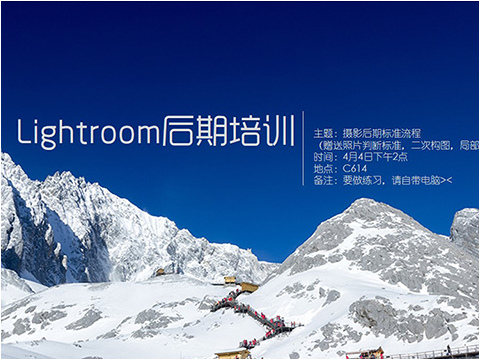 Lightroom后期培训
主题：摄影后期标准流程
（赠送照片判断标准，二次构图，局部
时间：4月4日下午2点
地点：C614
备注：要做练习，请自带电脑><